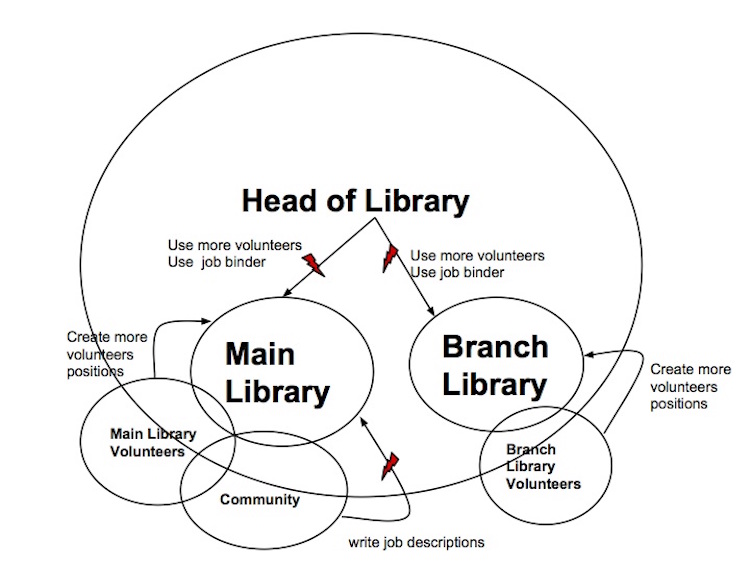 Head of Library
Use more volunteers
Use job binder
Use more volunteers
Use job binder
Create more
volunteers
positions
Main
Library
Branch
Library
Create more
volunteers
positions
Main Library
Volunteers
Branch
Library
Volunteers
Community
write job descriptions